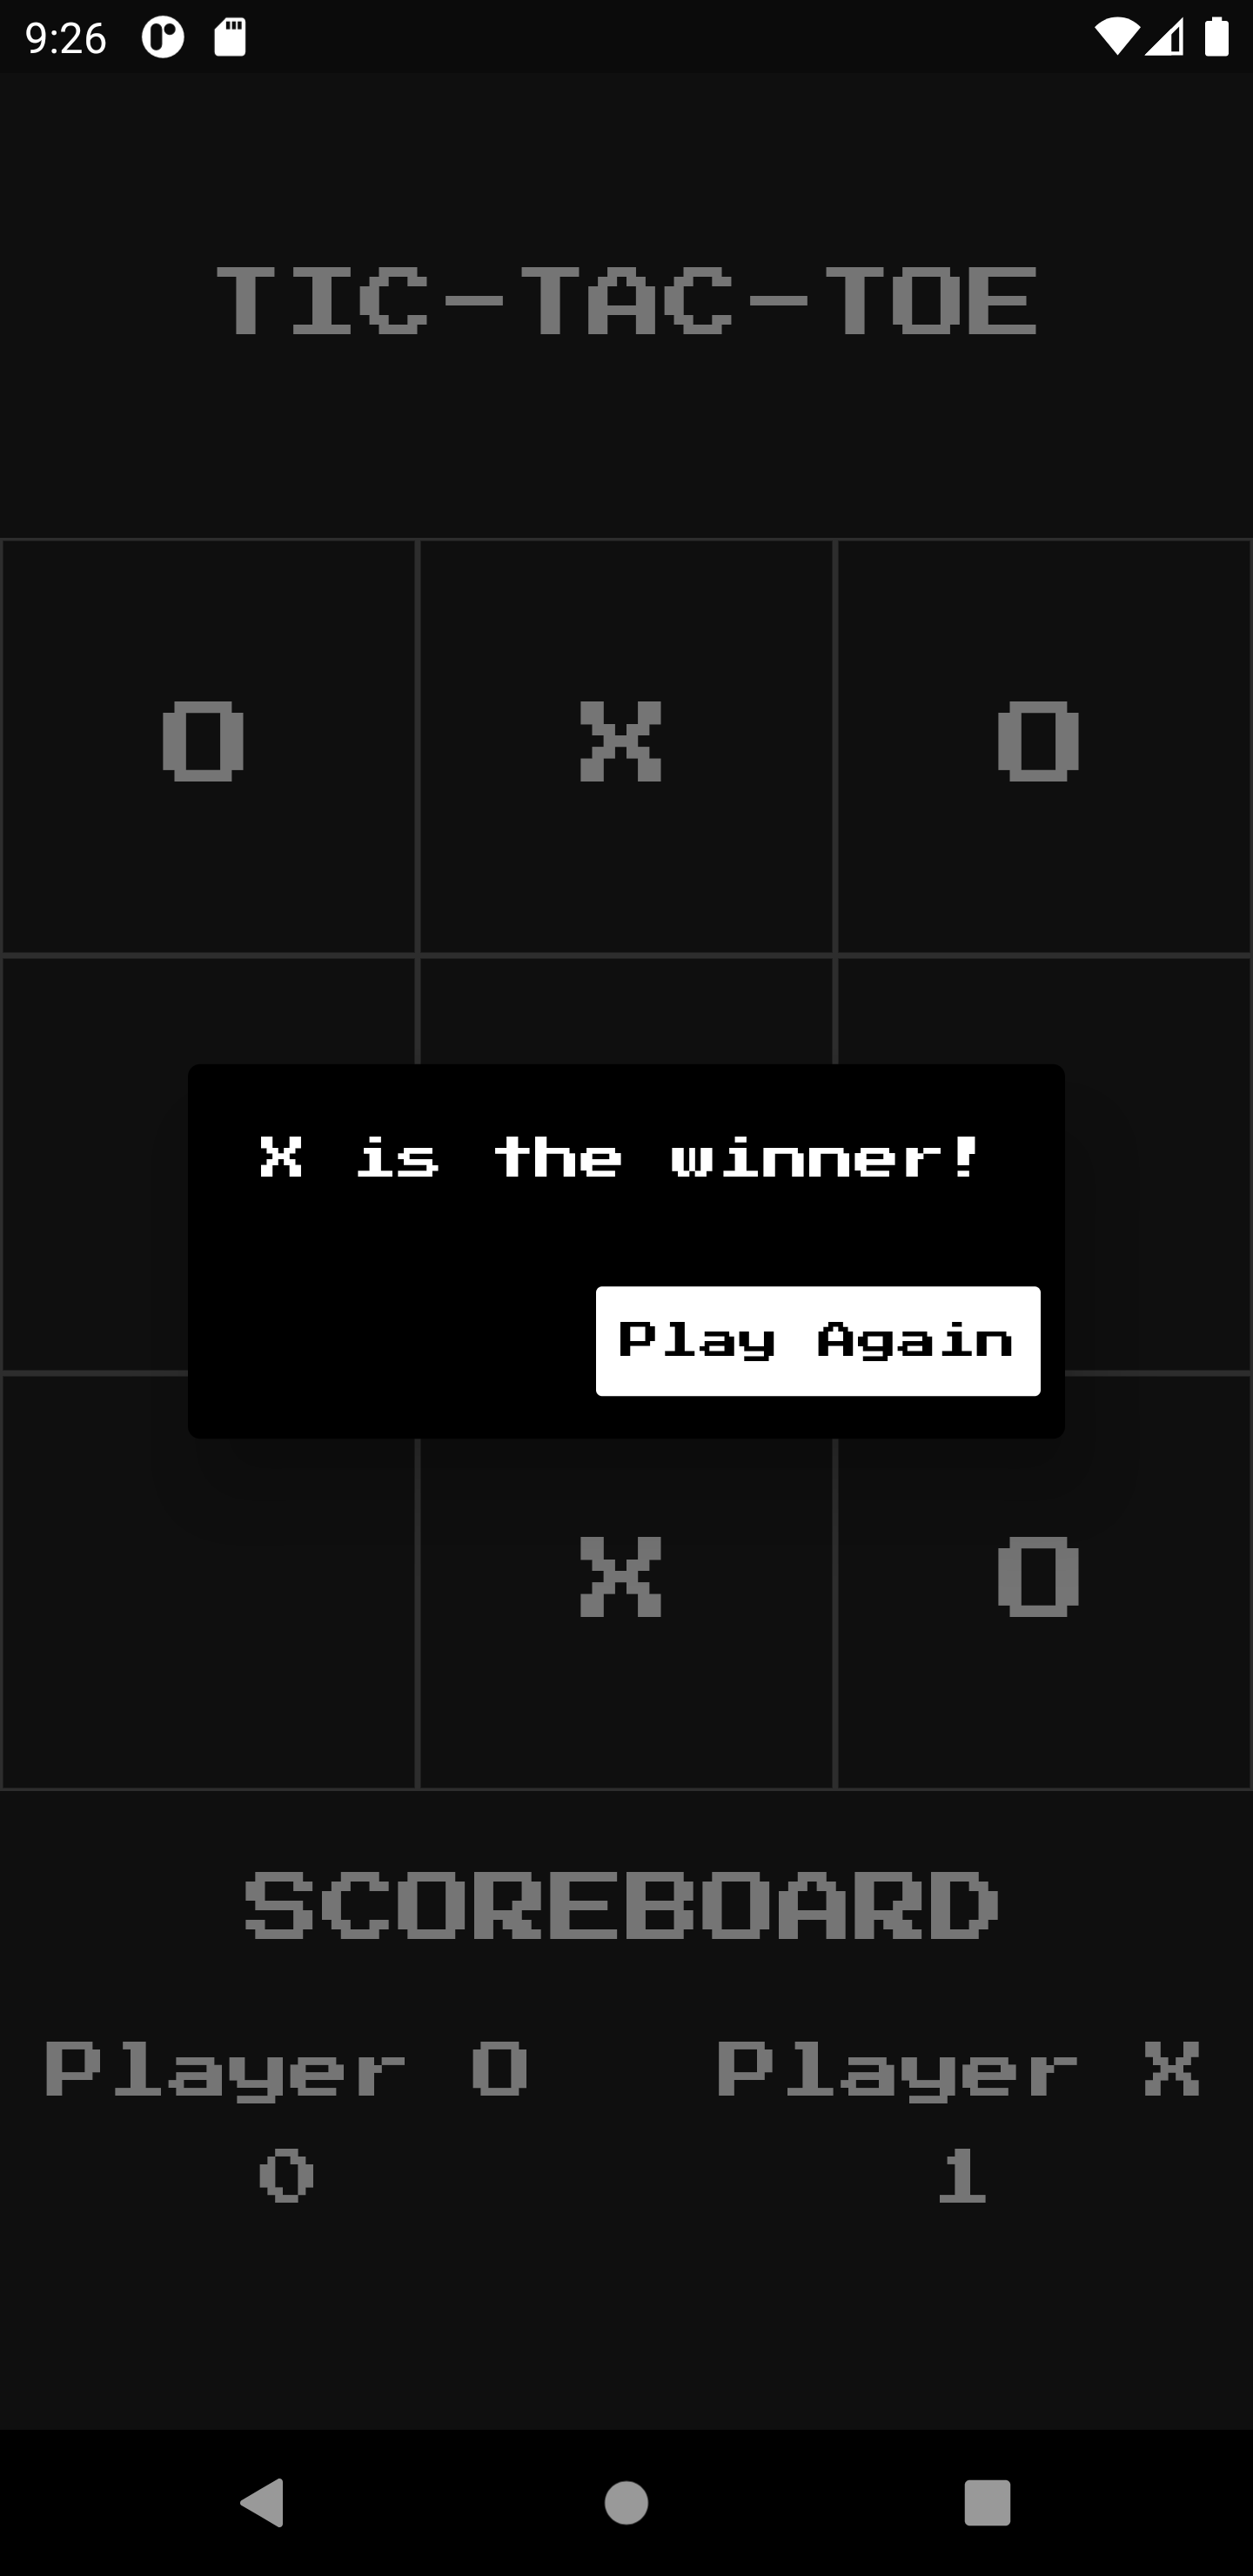 9:26
TIC-TAC-TOE
O X O
X is the winner!
Play Again
X O
SCOREBOARD
Player O Player X
0 1